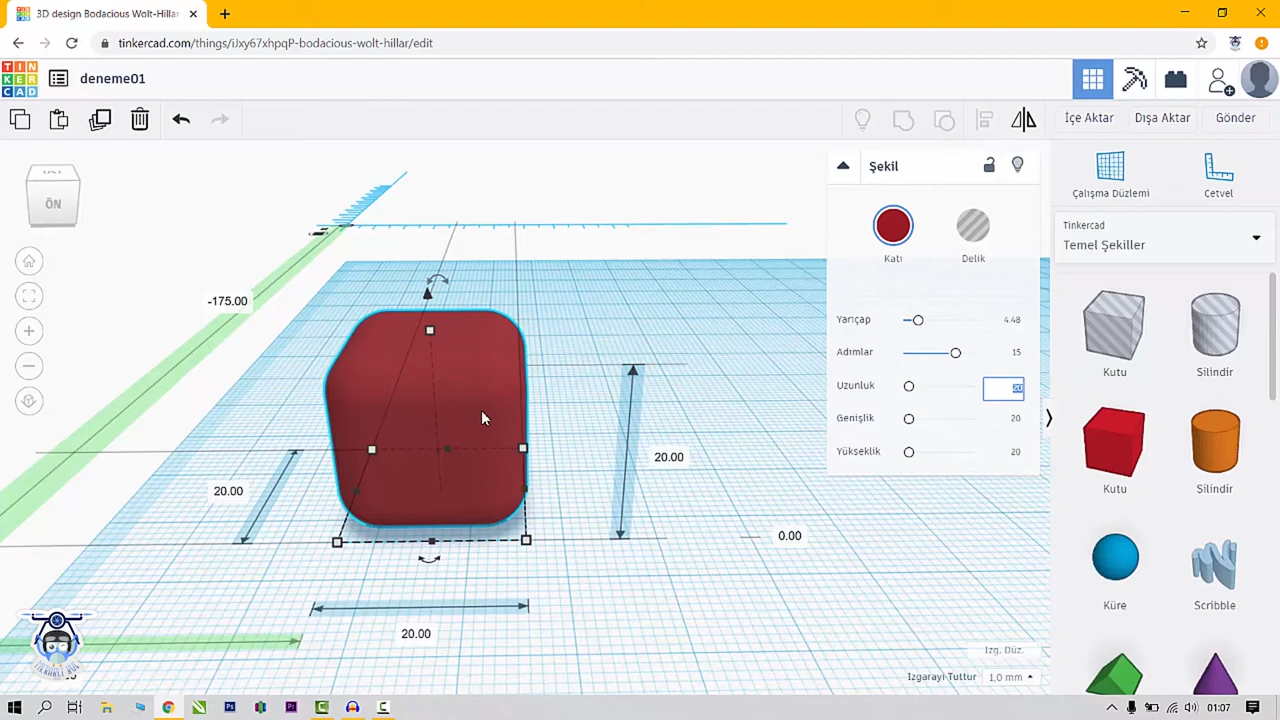 3D design Bodacious Wolt-Hillar
tinkercad.com/things/iJxy67xhpqP-bodacious-wolt-hillar/edit
TIN
KER
CAD
deneme01
İçe Aktar
Dışa Aktar
Gönder
ÖN
Şekil
Katı
Delik
Yarıçap 4.48
Adımlar 15
Uzunluk 20
Genişlik 20
Yükseklik 20
Çalışma Düzlemi
Cetvel
Tinkercad
Temel Şekiller
Kutu
Silindir
Kutu
Silindir
Küre
Scribble
-175.00
20.00
20.00
0.00
20.00
Izg. Düz.
Izgarayı Tuttur 1,0 mm
01:07